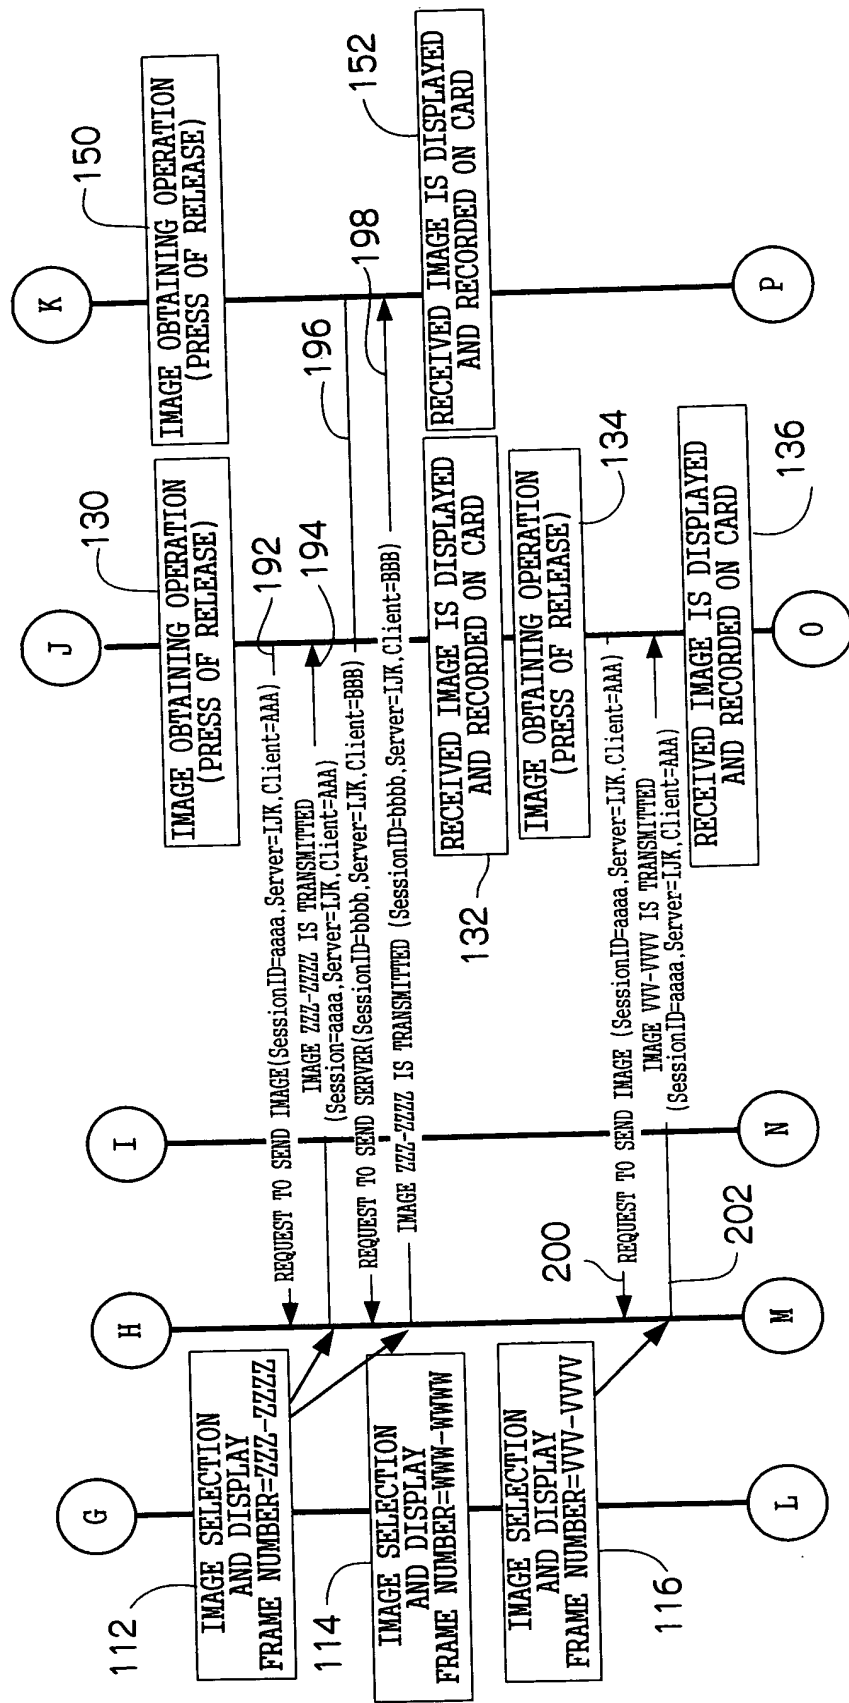 G
H
I
J
K
112
IMAGE SELECTION
AND DISPLAY
FRAME NUMBER=ZZZ-ZZZZ
130
IMAGE OBTAINING OPERATION
(PRESS OF RELEASE)
150
IMAGE OBTAINING OPERATION
(PRESS OF RELEASE)
REQUEST TO SEND IMAGE(SessionID=aaaa,Server=IJK,Client=AAA)
192
IMAGE ZZZ-ZZZZ IS TRANSMITTED
(Session=aaaa,Server=IJK,Client=AAA)
194
REQUEST TO SEND SERVER(SessionID=bbbb,Server=IJK,Client=BBB)
196
IMAGE ZZZ-ZZZZ IS TRANSMITTED (SessionID=bbbb,Server=IJK,Client=BBB)
198
114
IMAGE SELECTION
AND DISPLAY
FRAME NUMBER=WWW-WWWW
132
RECEIVED IMAGE IS DISPLAYED
AND RECORDED ON CARD
152
RECEIVED IMAGE IS DISPLAYED
AND RECORDED ON CARD
116
IMAGE SELECTION
AND DISPLAY
FRAME NUMBER=VVV-VVVV
IMAGE OBTAINING OPERATION
(PRESS OF RELEASE)
134
200
REQUEST TO SEND IMAGE (SessionID=aaaa,Server=IJK,Client=AAA)
IMAGE VVV-VVVV IS TRANSMITTED
(SessionID=aaaa,Server=IJK,Client=AAA)
202
RECEIVED IMAGE IS DISPLAYED
AND RECORDED ON CARD
136
L
M
N
O
P